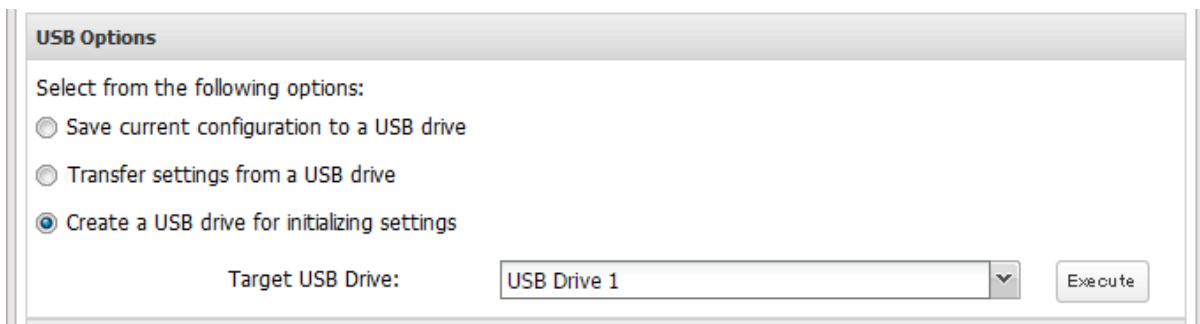 USB Options
Select from the following options:
Save current configuration to a USB drive
Transfer settings from a USB drive
Create a USB drive for initializing settings
Target USB Drive: USB Drive 1 Execute